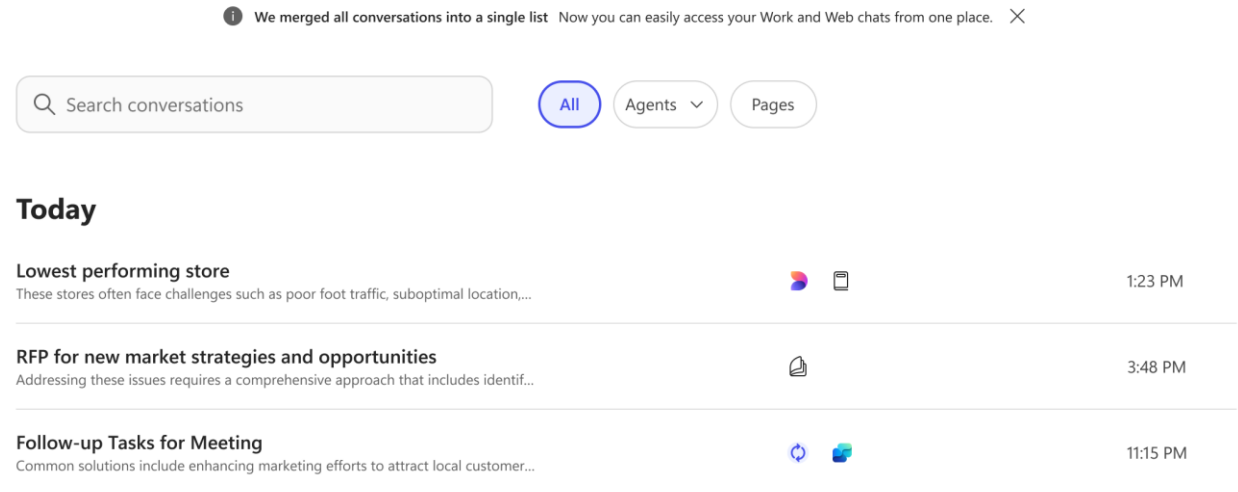 We merged all conversations into a single list Now you can easily access your Work and Web chats from one place.
Search conversations
All
Agents
Pages
Today
Lowest performing store
These stores often face challenges such as poor foot traffic, suboptimal location,...
1:23 PM
RFP for new market strategies and opportunities
Addressing these issues requires a comprehensive approach that includes identif...
3:48 PM
Follow-up Tasks for Meeting
Common solutions include enhancing marketing efforts to attract local customer...
11:15 PM